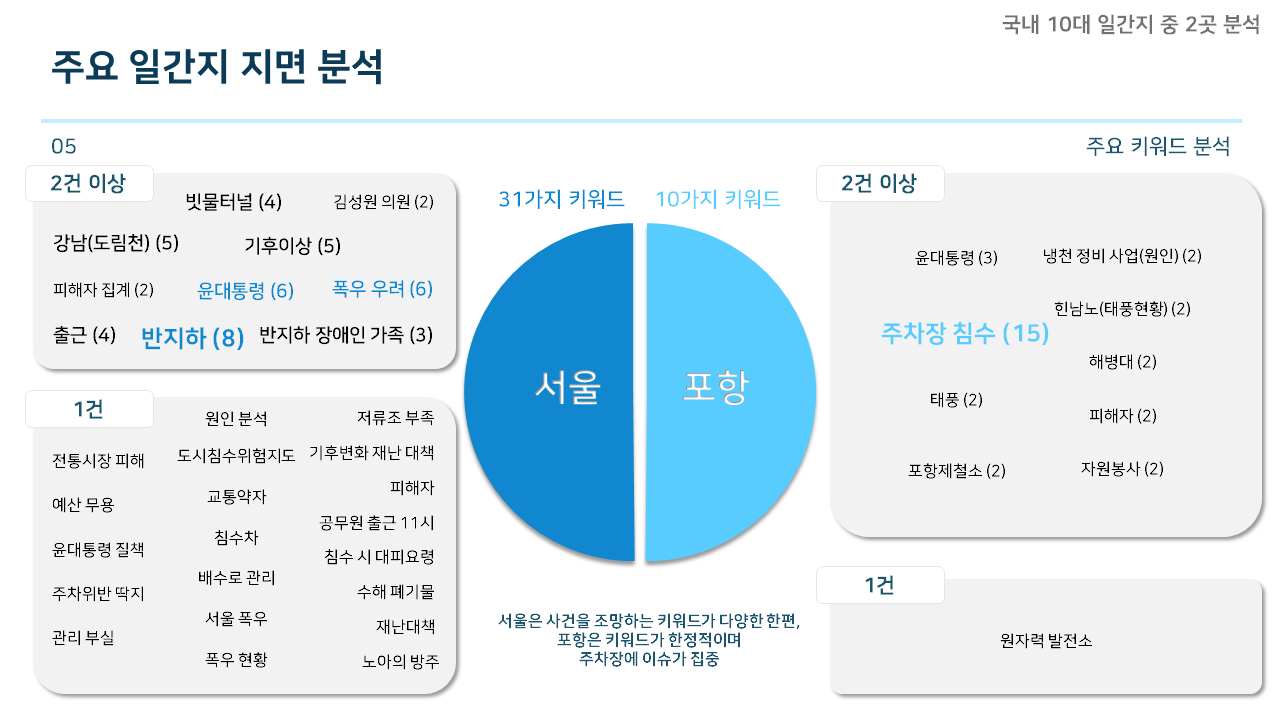 국내 10대 일간지 중 2곳 분석
주요 일간지 지면 분석
05
주요 키워드 분석
2건 이상
빗물터널 (4)
김성원 의원 (2)
강남(도림천) (5)
기후이상 (5)
피해자 집계 (2)
윤대통령 (6)
폭우 우려 (6)
출근 (4)
반지하 (8)
반지하 장애인 가족 (3)
1건
원인 분석
저류조 부족
전통시장 피해
도시침수위험지도
기후변화 재난 대책
예산 무용
교통약자
피해자
윤대통령 질책
침수차
공무원 출근 11시
주차위반 딱지
배수로 관리
침수 시 대피요령
관리 부실
서울 폭우
수해 폐기물
폭우 현황
재난대책
노아의 방주
31가지 키워드
10가지 키워드
서울
포항
서울은 사건을 조망하는 키워드가 다양한 한편,
포항은 키워드가 한정적이며
주차장에 이슈가 집중
2건 이상
윤대통령 (3)
냉천 정비 사업(원인) (2)
힌남노(태풍현황) (2)
주차장 침수 (15)
해병대 (2)
태풍 (2)
피해자 (2)
포항제철소 (2)
자원봉사 (2)
1건
원자력 발전소